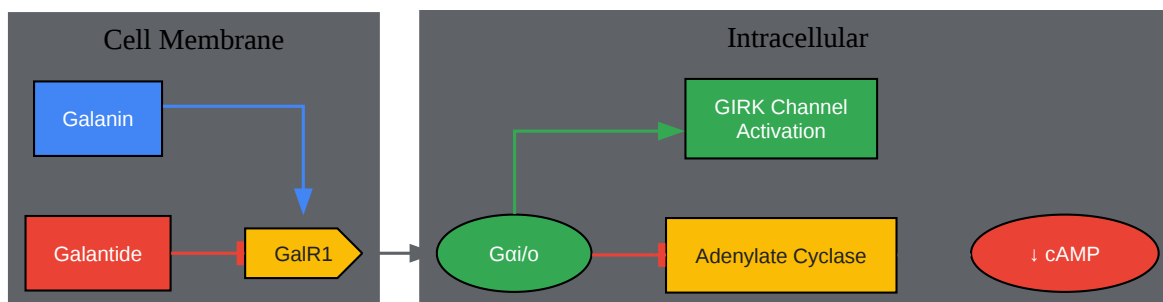 Cell Membrane
Intracellular
Galanin
GIRK Channel
Activation
Galantide
GalR1
Gαi/o
Adenylate Cyclase
↓ cAMP